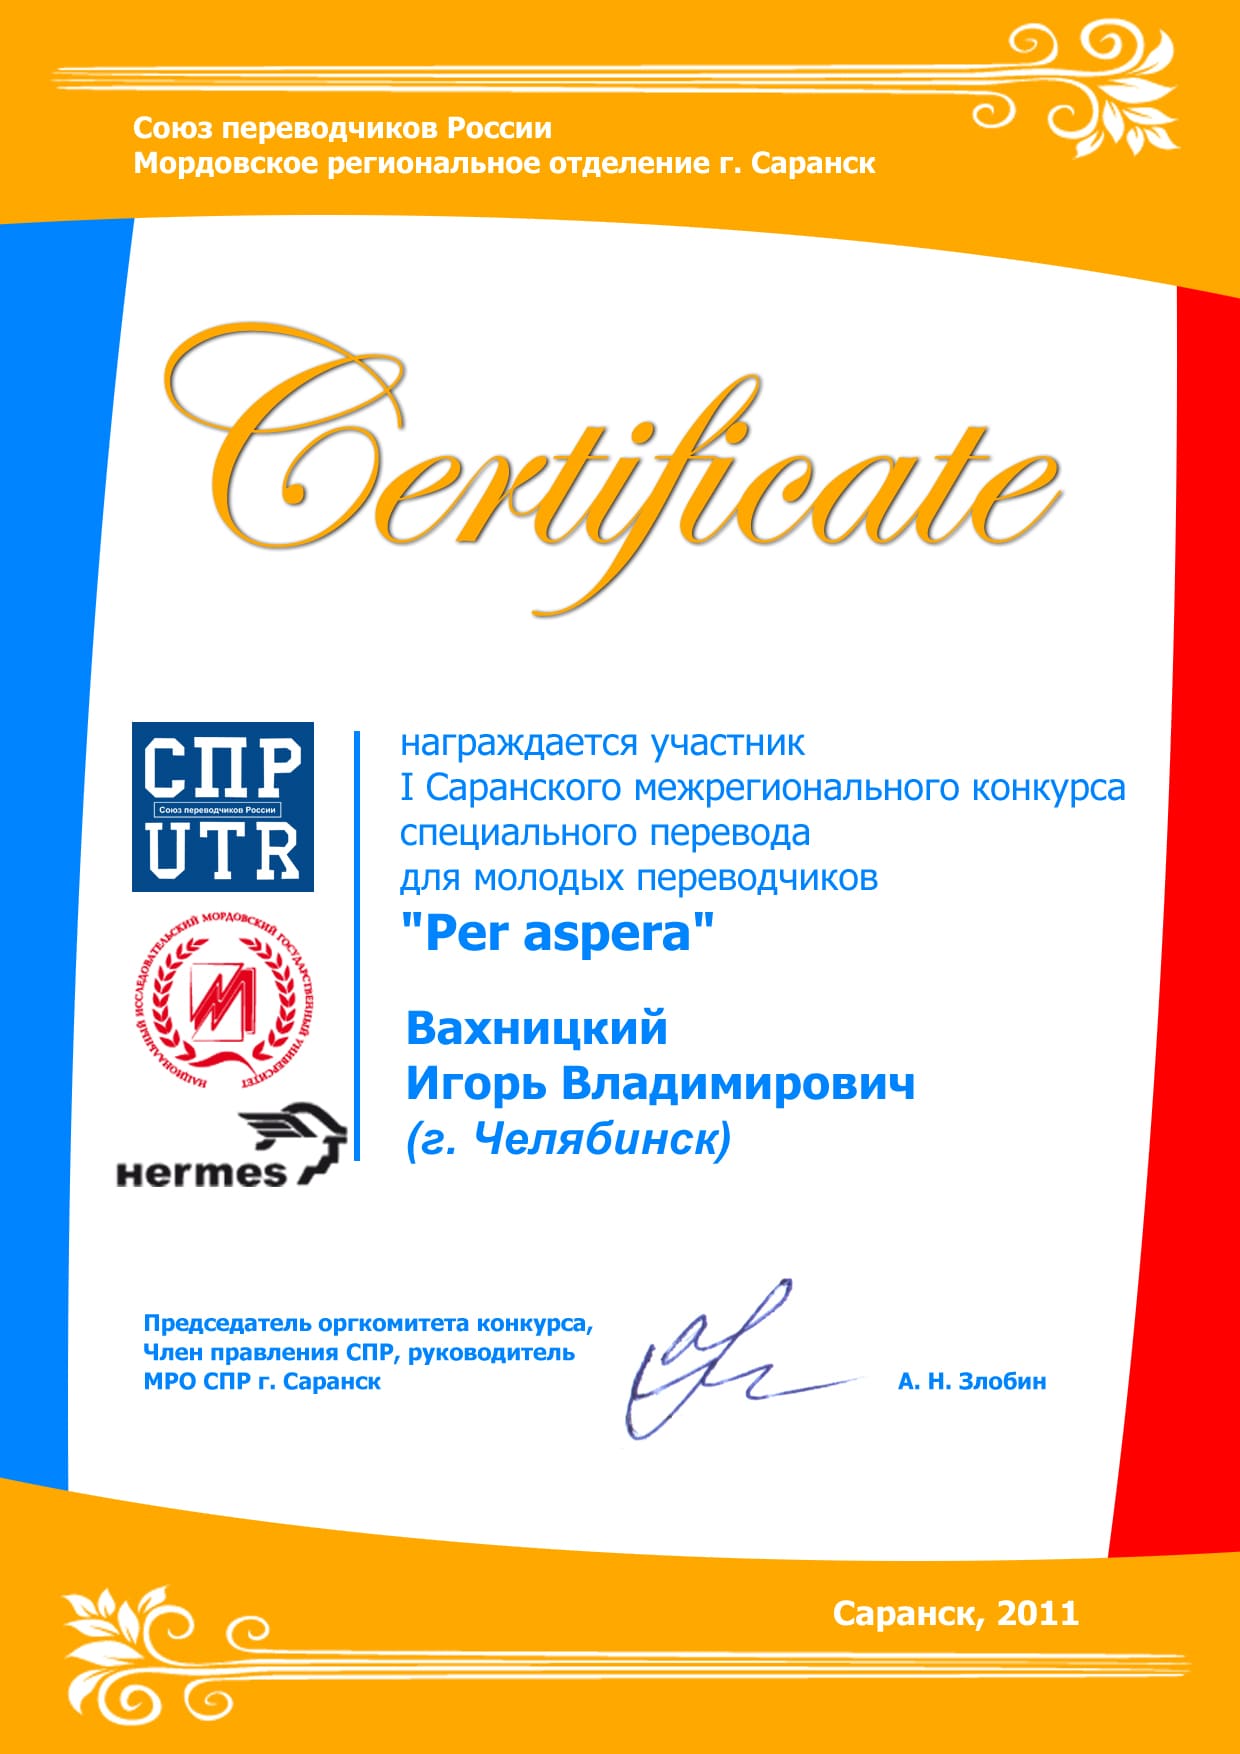 Союз переводчиков России
Мордовское региональное отделение г. Саранск
Certificate
СПР
Союз переводчиков России
UTR
НАЦИОНАЛЬНЫЙ ИССЛЕДОВАТЕЛЬСКИЙ МОРДОВСКИЙ ГОСУДАРСТВЕННЫЙ УНИВЕРСИТЕТ
Hermes
награждается участник
I Саранского межрегионального конкурса
специального перевода
для молодых переводчиков
"Per aspera"
Вахницкий
Игорь Владимирович
(г. Челябинск)
Председатель оргкомитета конкурса,
Член правления СПР, руководитель
МРО СПР г. Саранск
А. Н. Злобин
Саранск, 2011